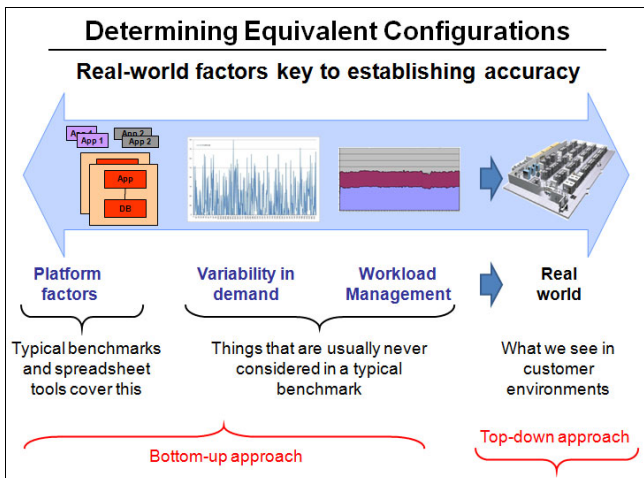 Determining Equivalent Configurations
Real-world factors key to establishing accuracy
App 2
App 1
App 2
App
DB
Platform
factors
Variability in
demand
Workload
Management
Real
world
Typical benchmarks
and spreadsheet
tools cover this
Things that are usually never
considered in a typical
benchmark
What we see in
customer
environments
Bottom-up approach
Top-down approach